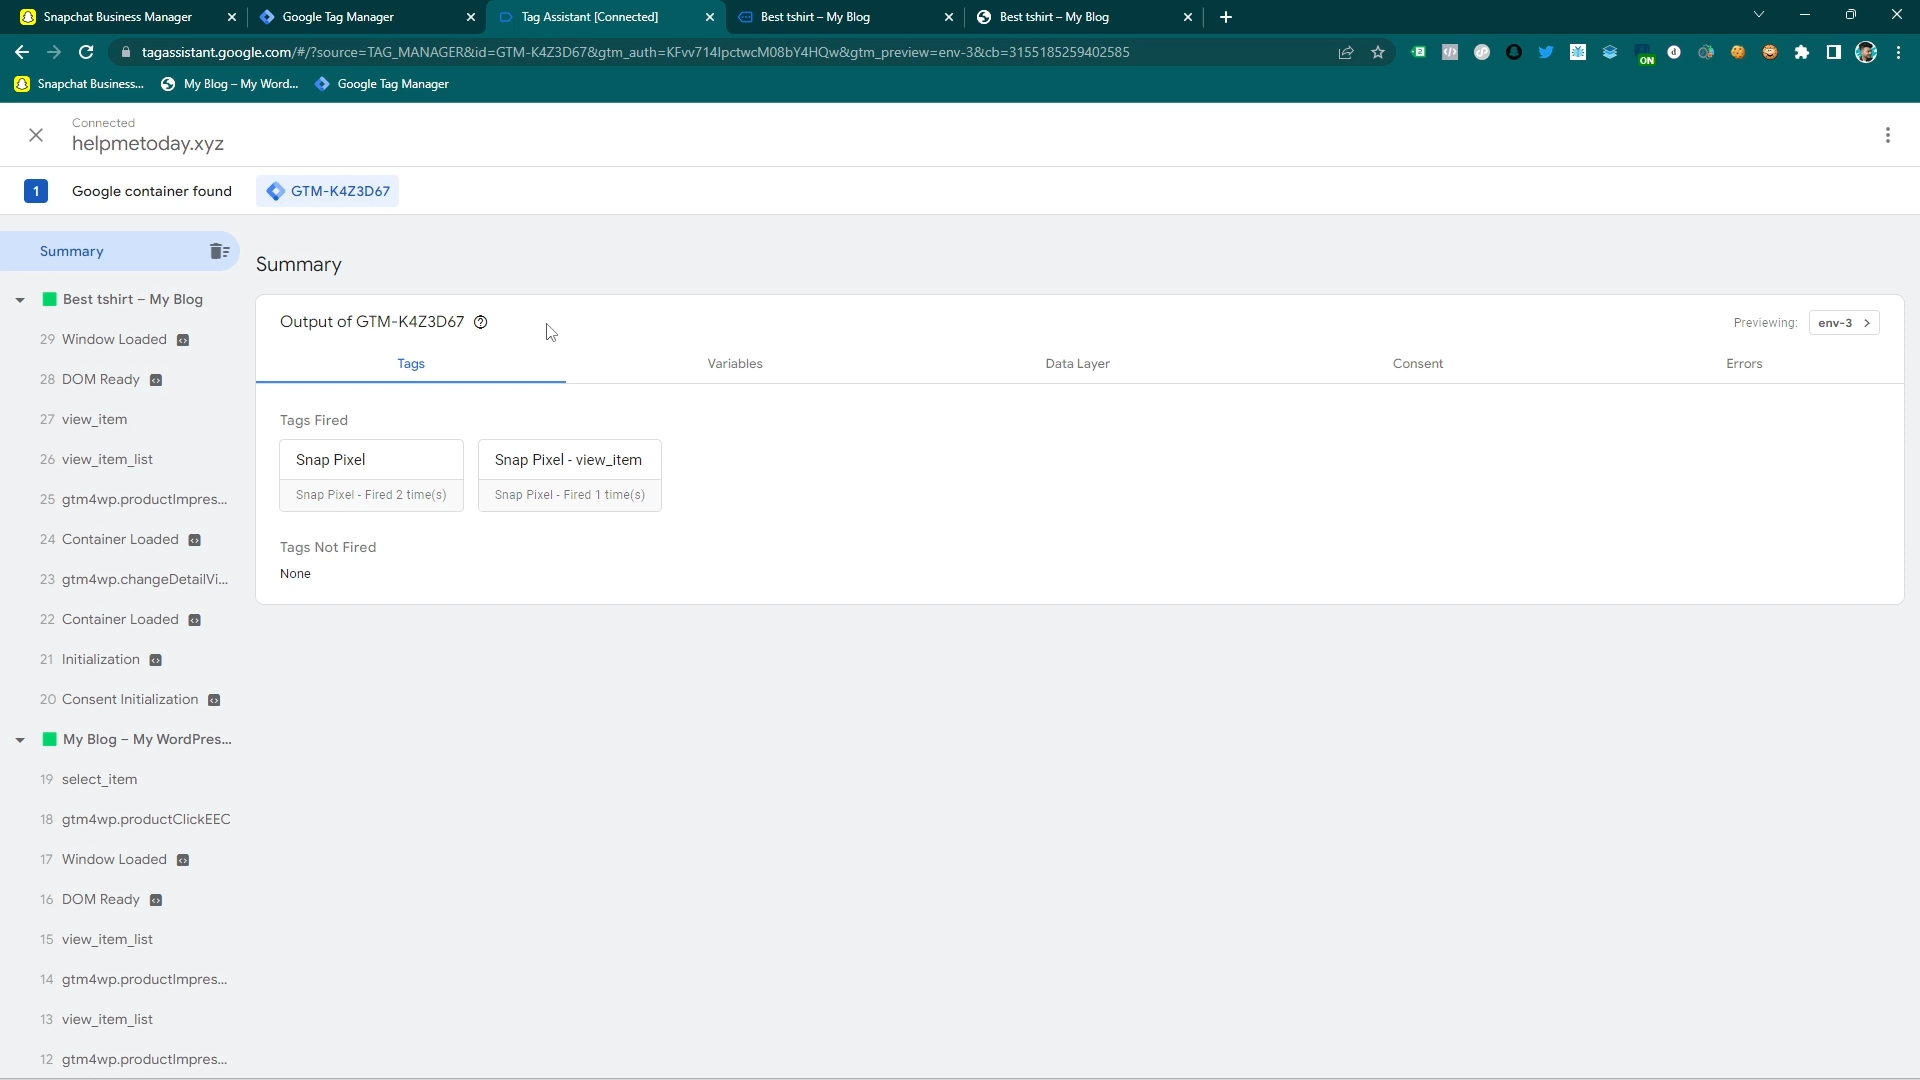 Snapchat Business Manager
Google Tag Manager
Tag Assistant [Connected]
Best tshirt – My Blog
Best tshirt – My Blog
tagassistant.google.com/#/?source=TAG_MANAGER&id=GTM-K4Z3D67&gtm_auth=KFvv714lpctwcM08bY4HQw&gtm_preview=env-3&cb=3155185259402585
ON
Snapchat Business...
My Blog – My Word...
Google Tag Manager
Connected
helpmetoday.xyz
1 Google container found GTM-K4Z3D67
Summary
Best tshirt – My Blog
29 Window Loaded
28 DOM Ready
27 view_item
26 view_item_list
25 gtm4wp.productImpres...
24 Container Loaded
23 gtm4wp.changeDetailVi...
22 Container Loaded
21 Initialization
20 Consent Initialization
My Blog – My WordPres...
19 select_item
18 gtm4wp.productClickEEC
17 Window Loaded
16 DOM Ready
15 view_item_list
14 gtm4wp.productImpres...
13 view_item_list
12 gtm4wp.productImpres...
Summary
Output of GTM-K4Z3D67
Previewing: env-3
Tags
Variables
Data Layer
Consent
Errors
Tags Fired
Snap Pixel
Snap Pixel - Fired 2 time(s)
Snap Pixel - view_item
Snap Pixel - Fired 1 time(s)
Tags Not Fired
None